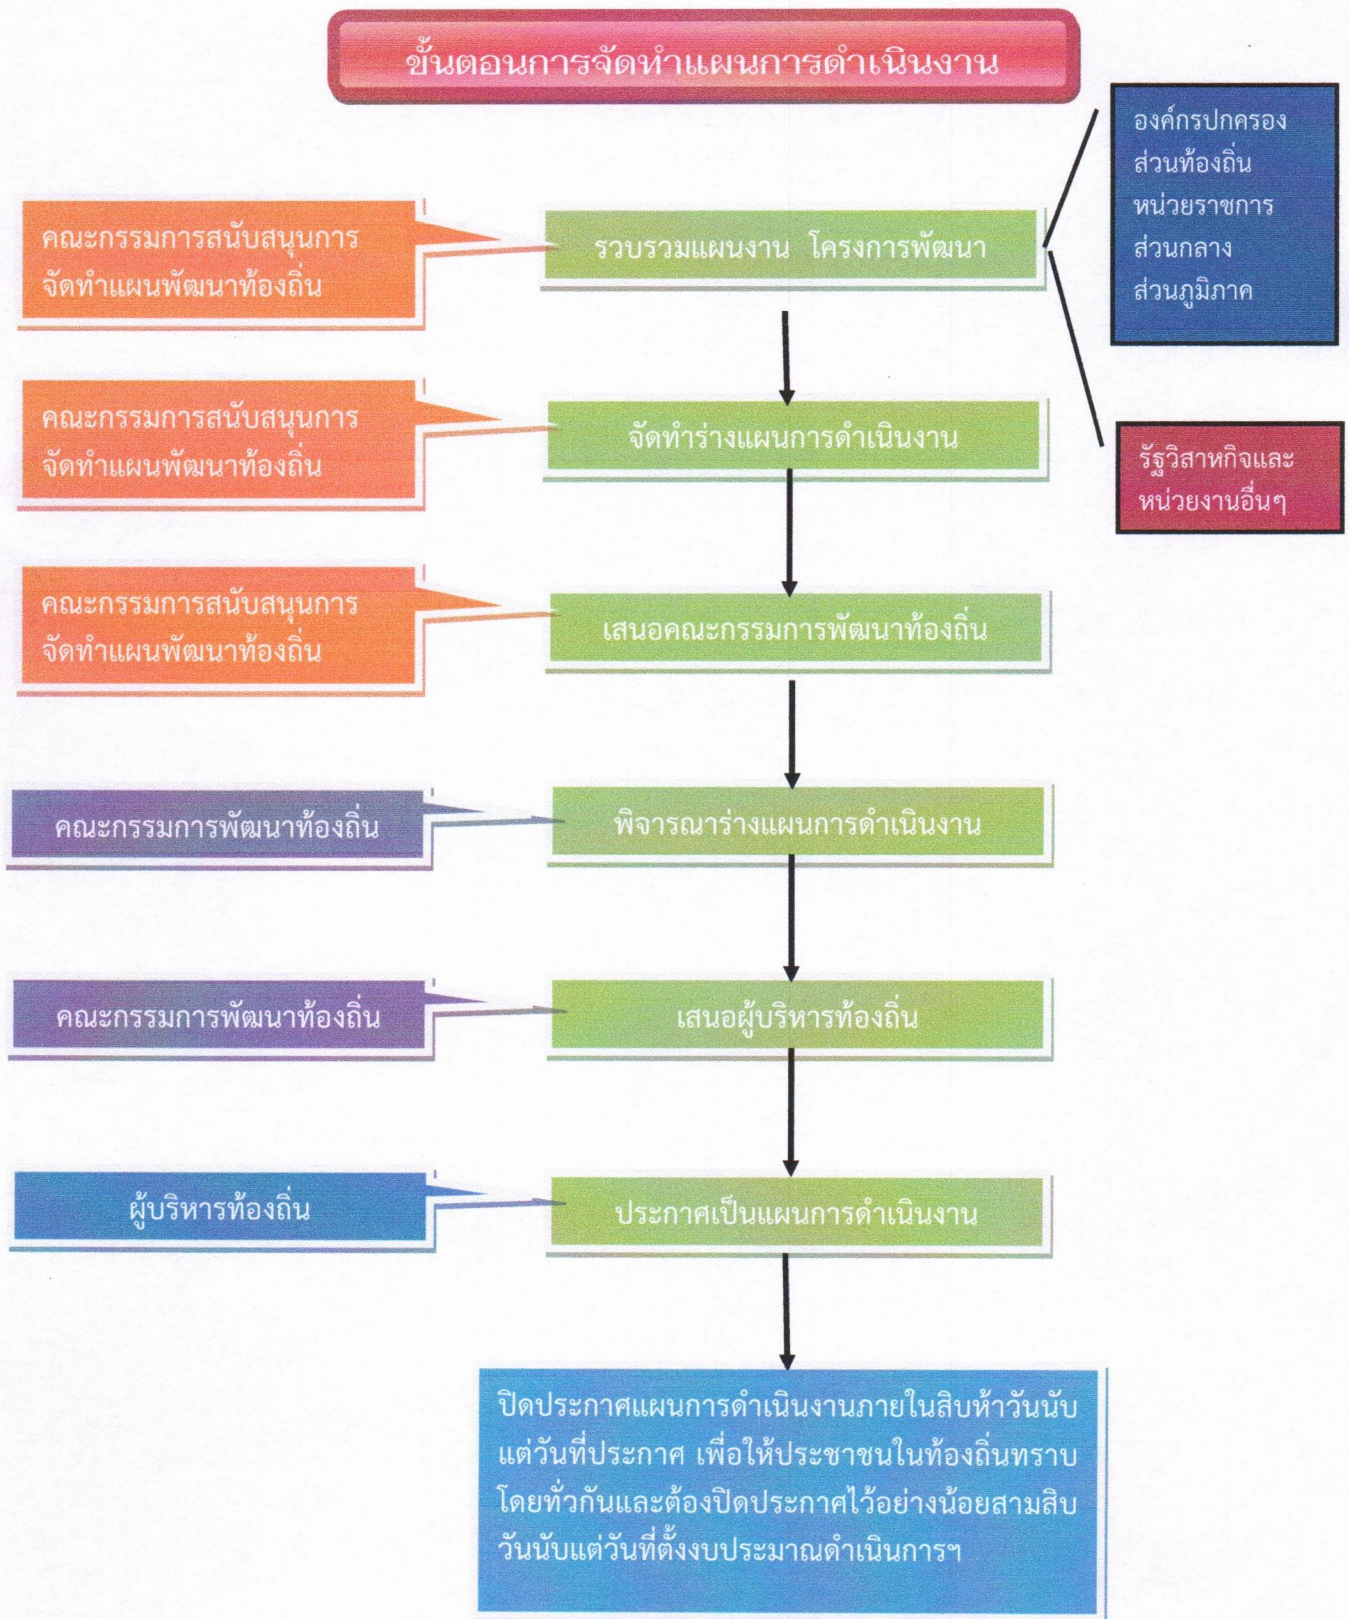 ขั้นตอนการจัดทำแผนการดำเนินงาน
องค์กรปกครอง
ส่วนท้องถิ่น
หน่วยราชการ
ส่วนกลาง
ส่วนภูมิภาค
คณะกรรมการสนับสนุนการ
จัดทำแผนพัฒนาท้องถิ่น
รวบรวมแผนงาน โครงการพัฒนา
คณะกรรมการสนับสนุนการ
จัดทำแผนพัฒนาท้องถิ่น
จัดทำร่างแผนการดำเนินงาน
รัฐวิสาหกิจและ
หน่วยงานอื่นๆ
คณะกรรมการสนับสนุนการ
จัดทำแผนพัฒนาท้องถิ่น
เสนอคณะกรรมการพัฒนาท้องถิ่น
คณะกรรมการพัฒนาท้องถิ่น
พิจารณาร่างแผนการดำเนินงาน
คณะกรรมการพัฒนาท้องถิ่น
เสนอผู้บริหารท้องถิ่น
ผู้บริหารท้องถิ่น
ประกาศเป็นแผนการดำเนินงาน
ปิดประกาศแผนการดำเนินงานภายในสิบห้าวันนับ
แต่วันที่ประกาศ เพื่อให้ประชาชนในท้องถิ่นทราบ
โดยทั่วกันและต้องปิดประกาศไว้อย่างน้อยสามสิบ
วันนับแต่วันที่ตั้งงบประมาณดำเนินการฯ